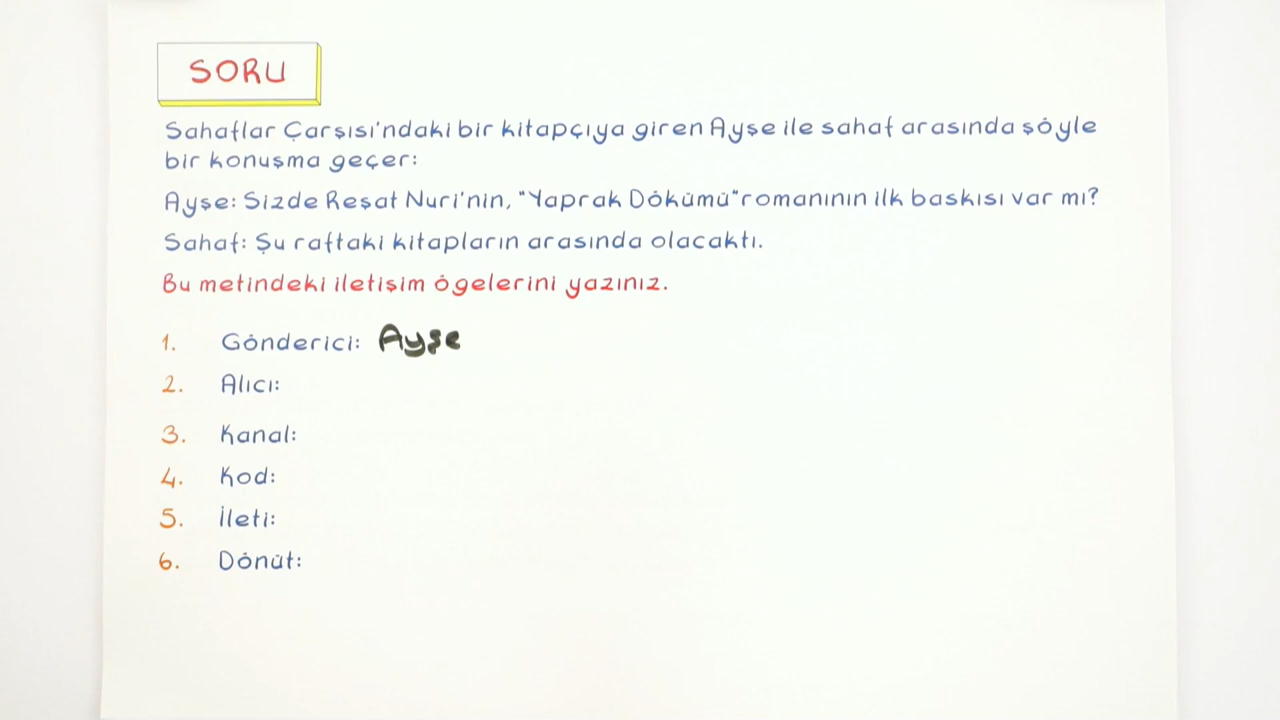 SORU
Sahaflar Çarşısı'ndaki bir kitapçıya giren Ayşe ile sahaf arasında şöyle
bir konuşma geçer:
Ayşe: Sizde Reşat Nuri'nin, "Yaprak Dökümü" romanının ilk baskısı var mı?
Sahaf: Şu raftaki kitapların arasında olacaktı.
Bu metindeki iletişim ögelerini yazınız.
1. Gönderici: Ayşe
2. Alıcı:
3. Kanal:
4. Kod:
5. İleti:
6. Dönüt: